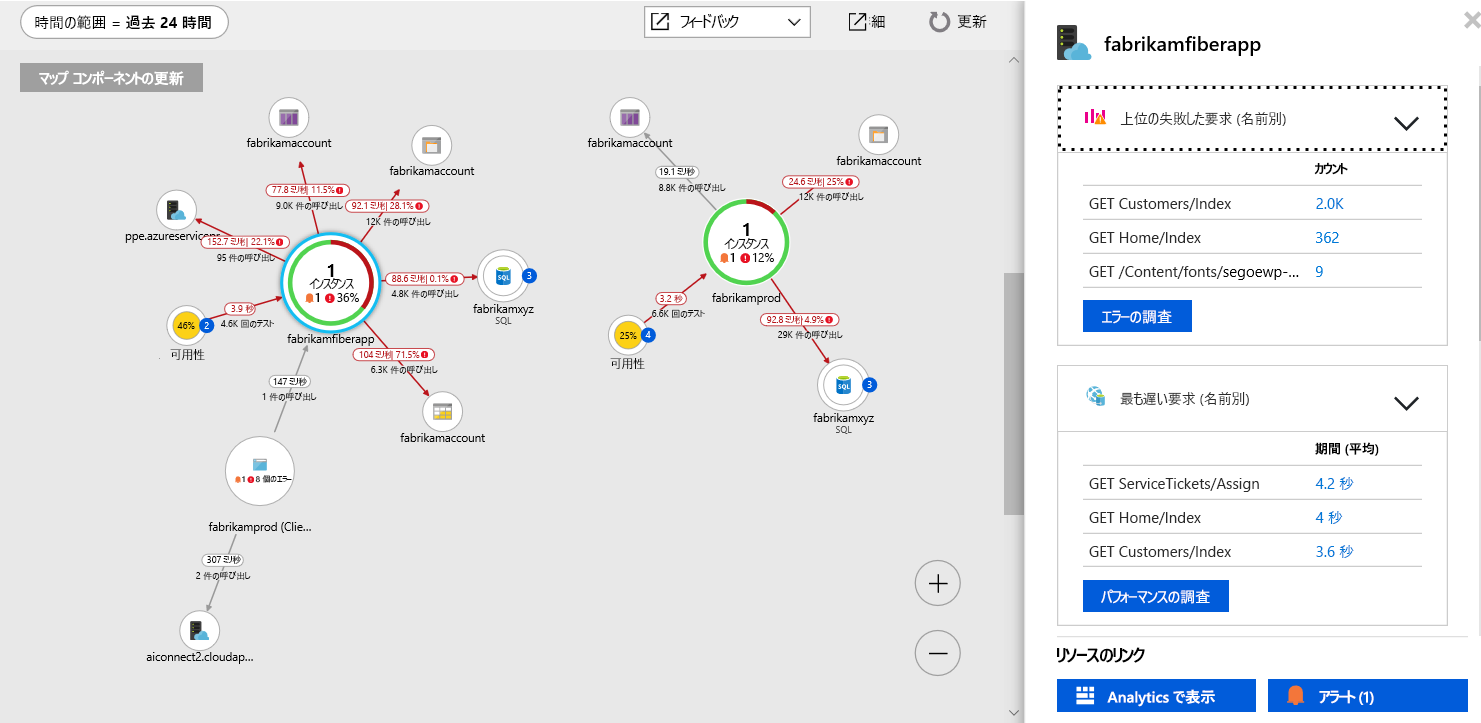 時間の範囲 = 過去 24 時間
フィードバック
細
更新
マップ コンポーネントの更新
fabrikamaccount
fabrikamaccount
77.8 ミリ秒| 11.5%
9.0K 件の呼び出し
92.1 ミリ秒| 28.1%
12K 件の呼び出し
152.7 ミリ秒| 22.1%
95 件の呼び出し
1
インスタンス
1 36%
fabrikamfiberapp
88.6 ミリ秒| 0.1%
4.8K 件の呼び出し
SQL
3
fabrikamxyz
SQL
3.9 秒
4.6K 回のテスト
46%
2
可用性
104 ミリ秒| 71.5%
6.3K 件の呼び出し
fabrikamaccount
147 ミリ秒
1 件の呼び出し
1 8 個のエラー
fabrikamprod (Clie...
307 ミリ秒
2 件の呼び出し
aiconnect2.cloudap...
fabrikamaccount
fabrikamaccount
19.1 ミリ秒
8.8K 件の呼び出し
24.6 ミリ秒| 25%
12K 件の呼び出し
1
インスタンス
1 12%
fabrikamprod
3.2 秒
6.6K 回のテスト
25%
4
可用性
92.8 ミリ秒| 4.9%
29K 件の呼び出し
SQL
3
fabrikamxyz
SQL
fabrikamfiberapp
上位の失敗した要求 (名前別)
カウント
GET Customers/Index 2.0K
GET Home/Index 362
GET /Content/fonts/segoewp-... 9
エラーの調査
最も遅い要求 (名前別)
期間 (平均)
GET ServiceTickets/Assign 4.2 秒
GET Home/Index 4 秒
GET Customers/Index 3.6 秒
パフォーマンスの調査
リソースのリンク
Analytics で表示
アラート (1)